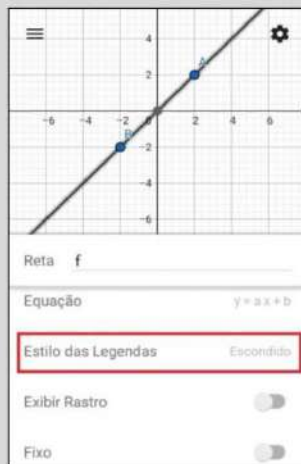 4
A
2
-6 -4 -2 0 2 4 6
B
-2
-4
-6
Reta f
Equação y = a x + b
Estilo das Legendas Escondido
Exibir Rastro
Fixo